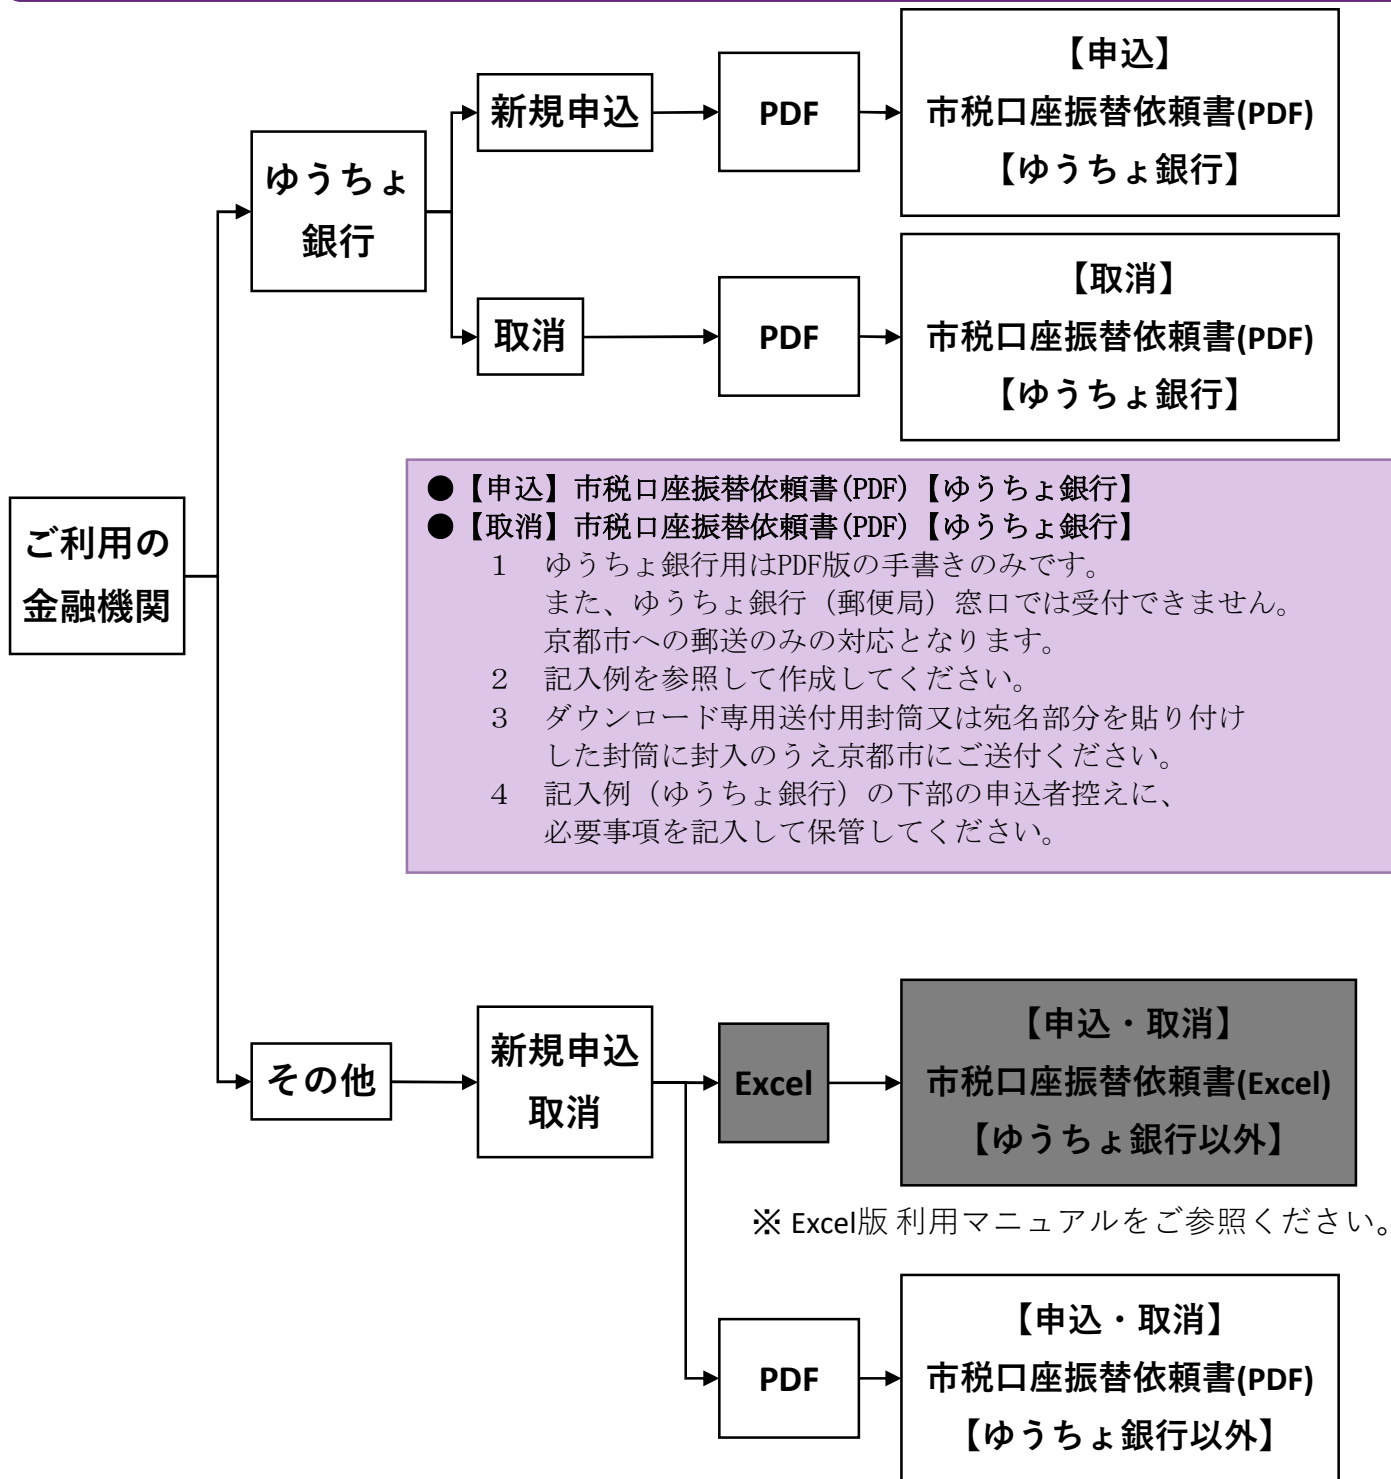 新規申込
PDF
【申込】
市税口座振替依頼書(PDF)
【ゆうちょ銀行】
ゆうちょ
銀行
取消
PDF
【取消】
市税口座振替依頼書(PDF)
【ゆうちょ銀行】
ご利用の
金融機関
●【申込】市税口座振替依頼書(PDF)【ゆうちょ銀行】
●【取消】市税口座振替依頼書(PDF)【ゆうちょ銀行】
１　ゆうちょ銀行用はPDF版の手書きのみです。
また、ゆうちょ銀行（郵便局）窓口では受付できません。
京都市への郵送のみの対応となります。
２　記入例を参照して作成してください。
３　ダウンロード専用送付用封筒又は宛名部分を貼り付け
した封筒に封入のうえ京都市にご送付ください。
４　記入例（ゆうちょ銀行）の下部の申込者控えに、
必要事項を記入して保管してください。
その他
新規申込
取消
Excel
【申込・取消】
市税口座振替依頼書(Excel)
【ゆうちょ銀行以外】
※ Excel版 利用マニュアルをご参照ください。
PDF
【申込・取消】
市税口座振替依頼書(PDF)
【ゆうちょ銀行以外】